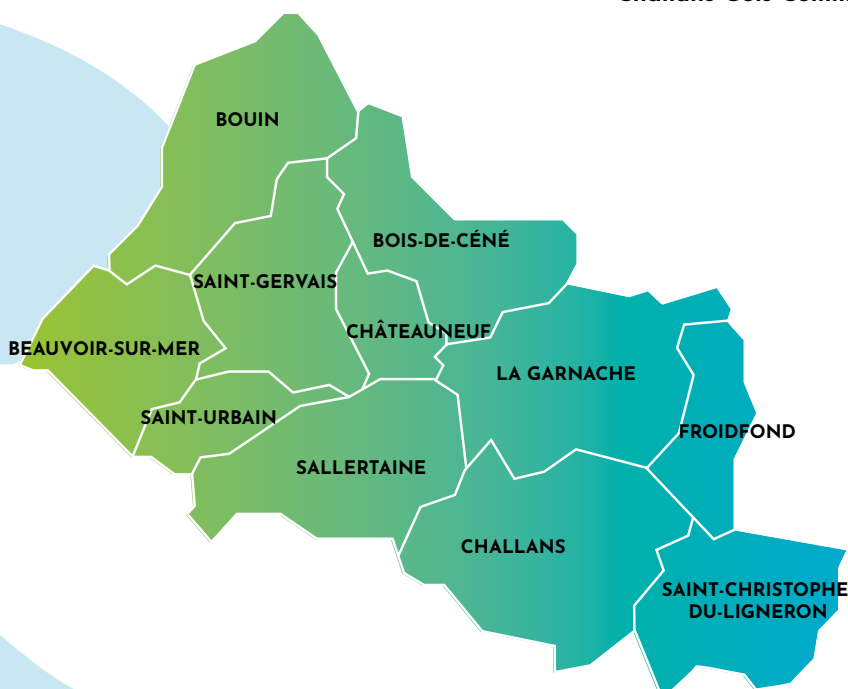 BOUIN
BOIS-DE-CÉNÉ
SAINT-GERVAIS
CHÂTEAUNEUF
BEAUVOIR-SUR-MER
LA GARNACHE
SAINT-URBAIN
FROIDFOND
SALLERTAINE
CHALLANS
SAINT-CHRISTOPHE
DU-LIGNERON